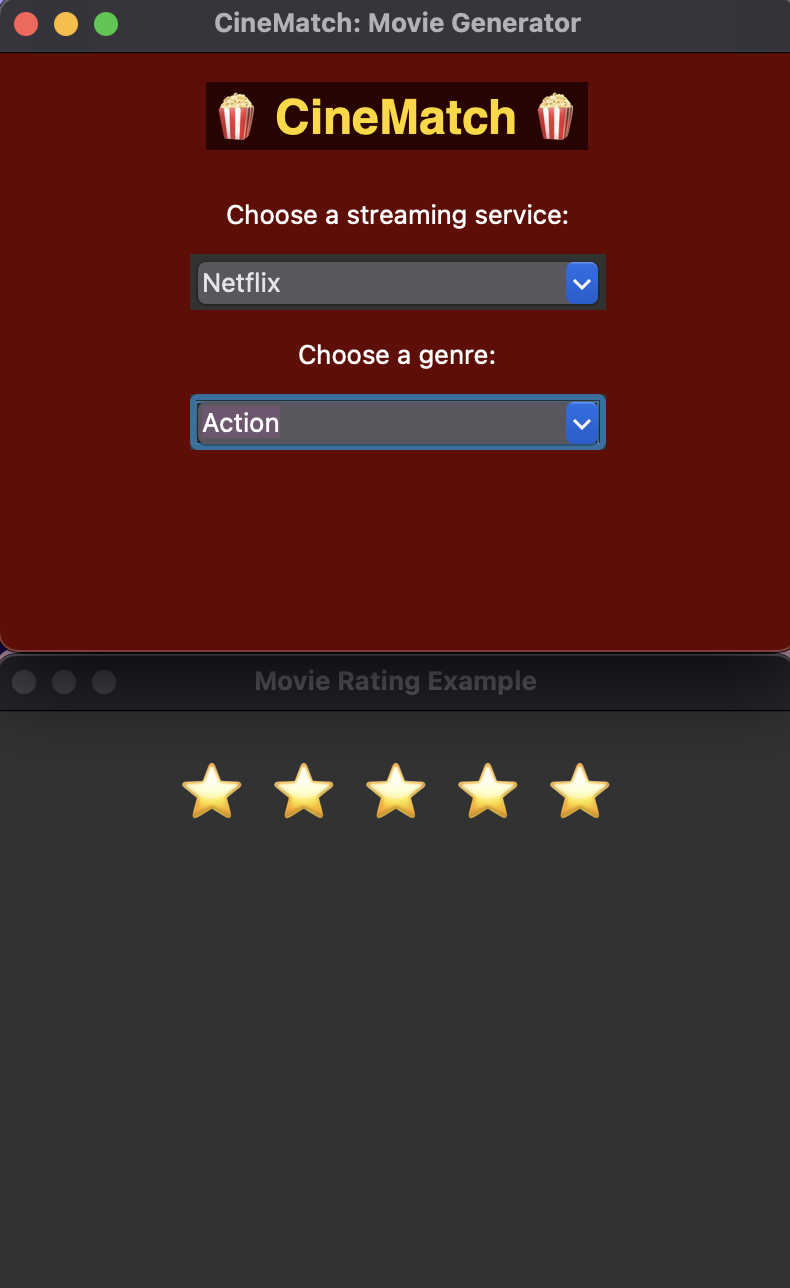 CineMatch: Movie Generator
🍿 CineMatch 🍿
Choose a streaming service:
Netflix
Choose a genre:
Action
Movie Rating Example